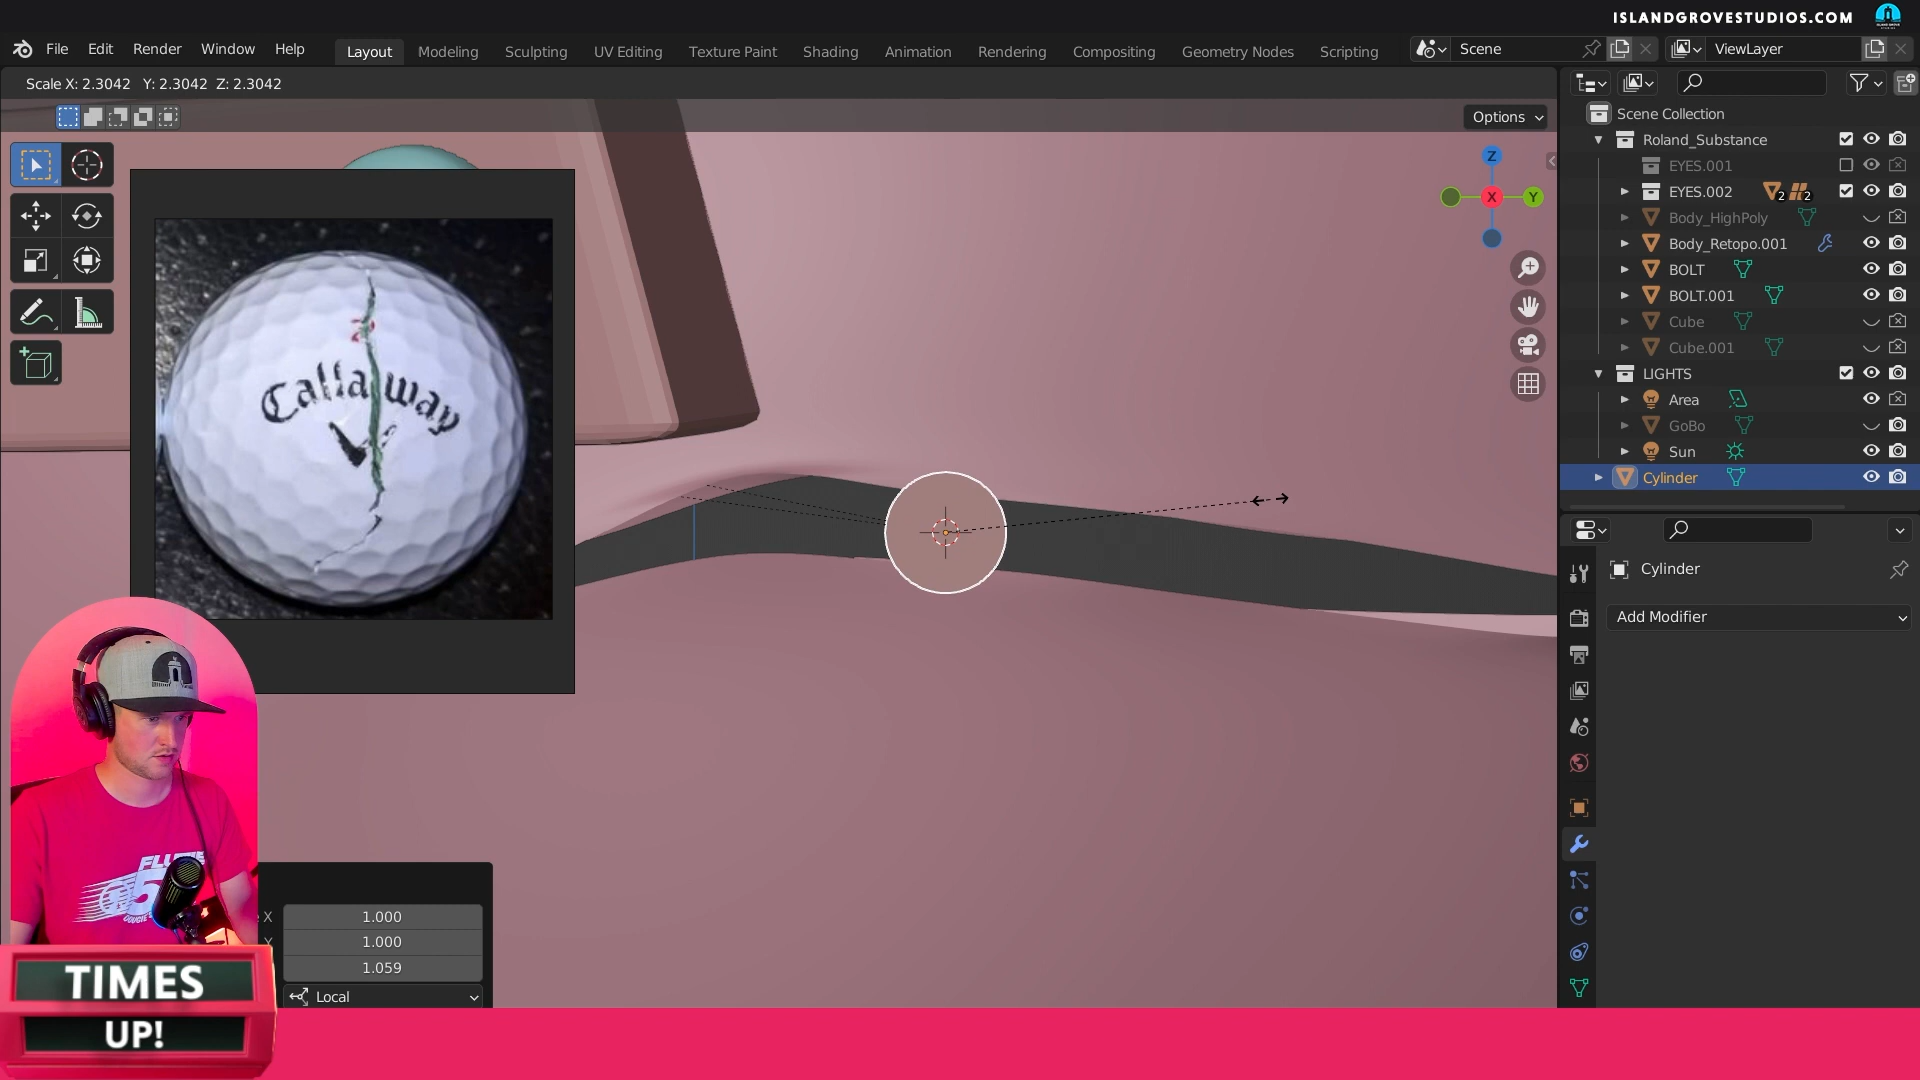 ISLANDGROVESTUDIOS.COM
File Edit Render Window Help
Layout Modeling Sculpting UV Editing Texture Paint Shading Animation Rendering Compositing Geometry Nodes Scripting
Scene
ViewLayer
Scale X: 2.3042 Y: 2.3042 Z: 2.3042
Options
Z
X
Y
Callaway
Scene Collection
Roland_Substance
EYES.001
EYES.002
2
2
Body_HighPoly
Body_Retopo.001
BOLT
BOLT.001
Cube
Cube.001
LIGHTS
Area
GoBo
Sun
Cylinder
Cylinder
Add Modifier
X 1.000
Y 1.000
1.059
Local
TIMES
UP!